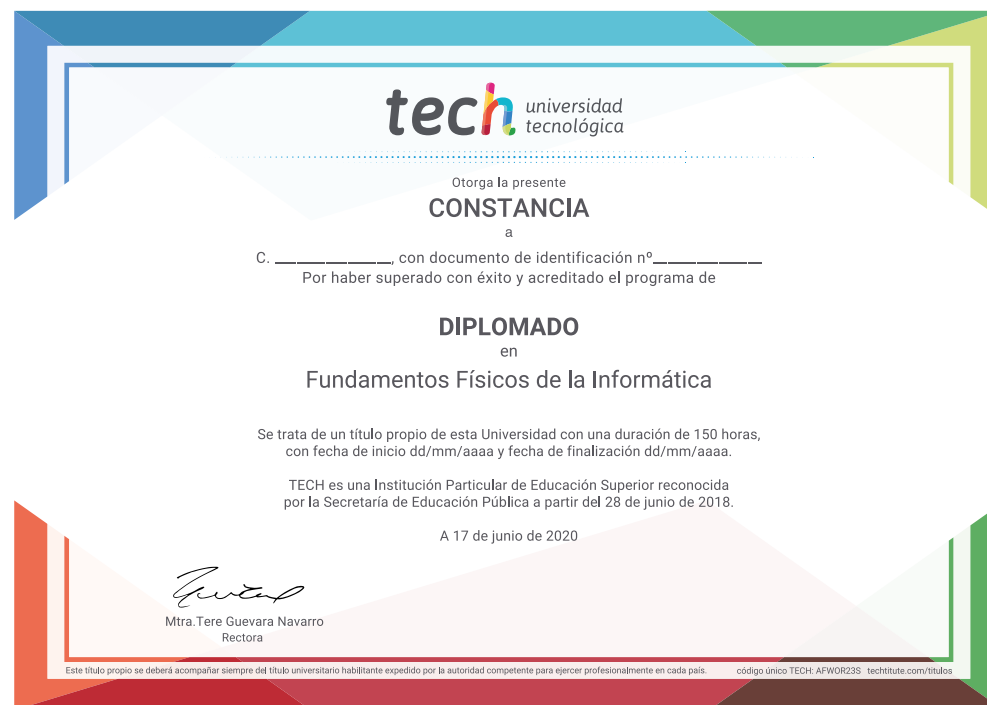 tech universidad
tecnológica
Otorga la presente
CONSTANCIA
a
C. ________________, con documento de identificación nº_______________
Por haber superado con éxito y acreditado el programa de
DIPLOMADO
en
Fundamentos Físicos de la Informática
Se trata de un título propio de esta Universidad con una duración de 150 horas,
con fecha de inicio dd/mm/aaaa y fecha de finalización dd/mm/aaaa.
TECH es una Institución Particular de Educación Superior reconocida
por la Secretaría de Educación Pública a partir del 28 de junio de 2018.
A 17 de junio de 2020
Mtra.Tere Guevara Navarro
Rectora
Este título propio se deberá acompañar siempre del título universitario habilitante expedido por la autoridad competente para ejercer profesionalmente en cada país. código único TECH: AFWOR23S techtitute.com/titulos